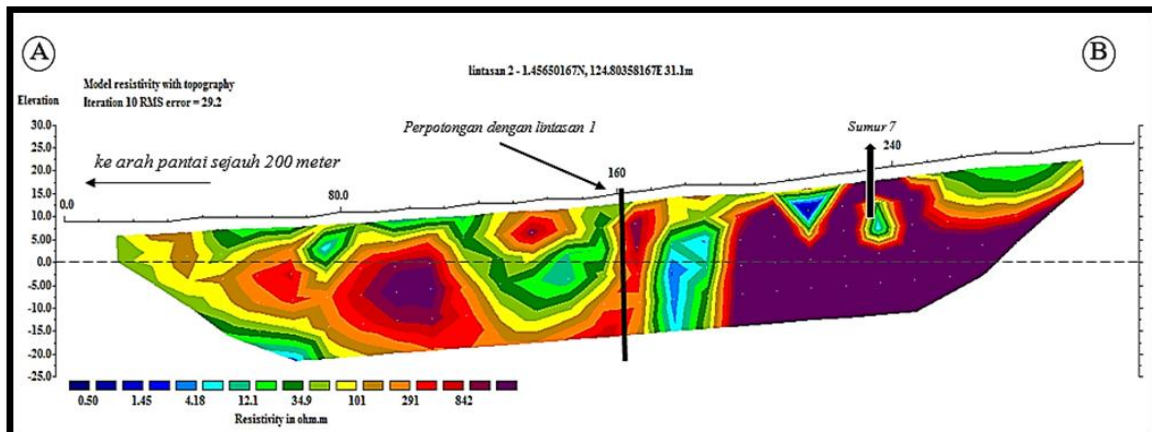 A
B
lintasan 2 - 1.45650167N, 124.80358167E 31.1m
Model resistivity with topography
Iteration 10 RMS error = 29.2
Elevation
Perpotongan dengan lintasan 1
Sumur 7
ke arah pantai sejauh 200 meter
30.0
25.0
20.0
15.0
10.0
5.00
0.0
-5.00
-10.0
-15.0
-20.0
-25.0
0.0
80.0
160
240
0.50 1.45 4.18 12.1 34.9 101 291 842
Resistivity in ohm.m